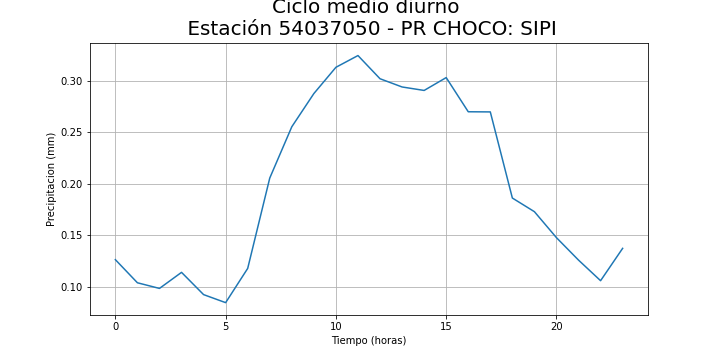 Ciclo medio diurno
Estación 54037050 - PR CHOCO: SIPI
0.30
0.25
0.20
0.15
0.10
Precipitacion (mm)
0 5 10 15 20
Tiempo (horas)